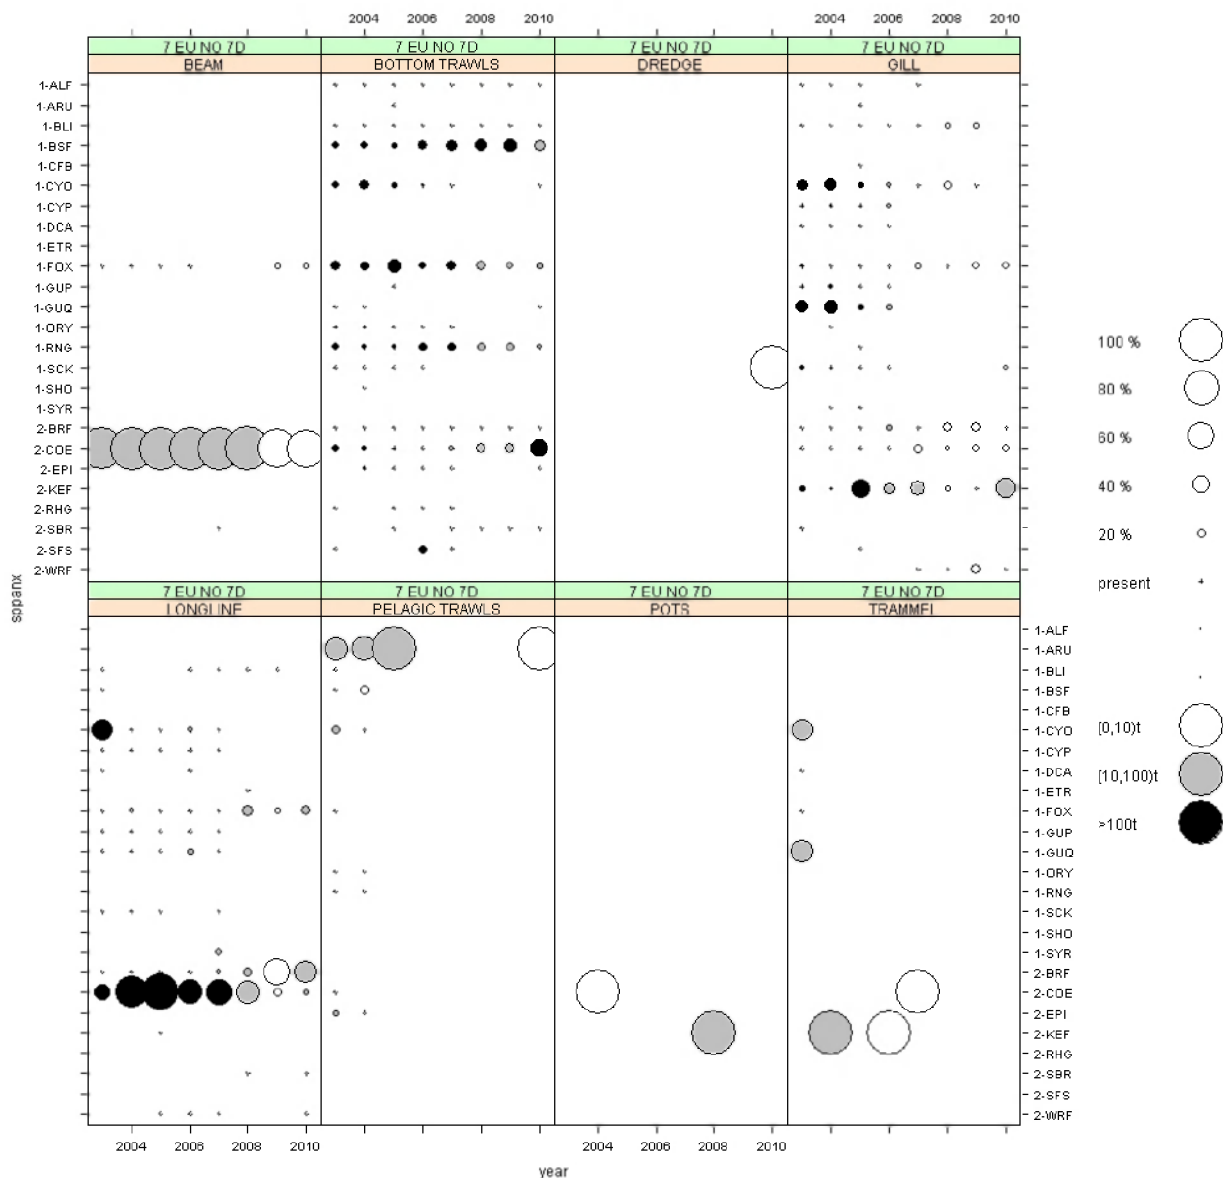 2004 2006 2008 2010 2004 2006 2008 2010
7 EU NO 7D 7 EU NO 7D 7 EU NO 7D 7 EU NO 7D
BEAM BOTTOM TRAWLS DREDGE GILL
1-ALF
1-ARU
1-BLI
1-BSF
1-CFB
1-CYO
1-CYP
1-DCA
1-ETR
1-FOX
1-GUP
1-GUQ
1-ORY
1-RNG
1-SCK
1-SHO
1-SYR
2-BRF
2-COE
2-EPI
2-KEF
2-RHG
2-SBR
2-SFS
2-WRF
sppanx
7 EU NO 7D 7 EU NO 7D 7 EU NO 7D 7 EU NO 7D
LONGLINE PELAGIC TRAWLS POTS TRAMMEL
1-ALF
1-ARU
1-BLI
1-BSF
1-CFB
1-CYO
1-CYP
1-DCA
1-ETR
1-FOX
1-GUP
1-GUQ
1-ORY
1-RNG
1-SCK
1-SHO
1-SYR
2-BRF
2-COE
2-EPI
2-KEF
2-RHG
2-SBR
2-SFS
2-WRF
2004 2006 2008 2010 2004 2006 2008 2010
year
100 %
80 %
60 %
40 %
20 %
present
[0,10)t
[10,100)t
>100t